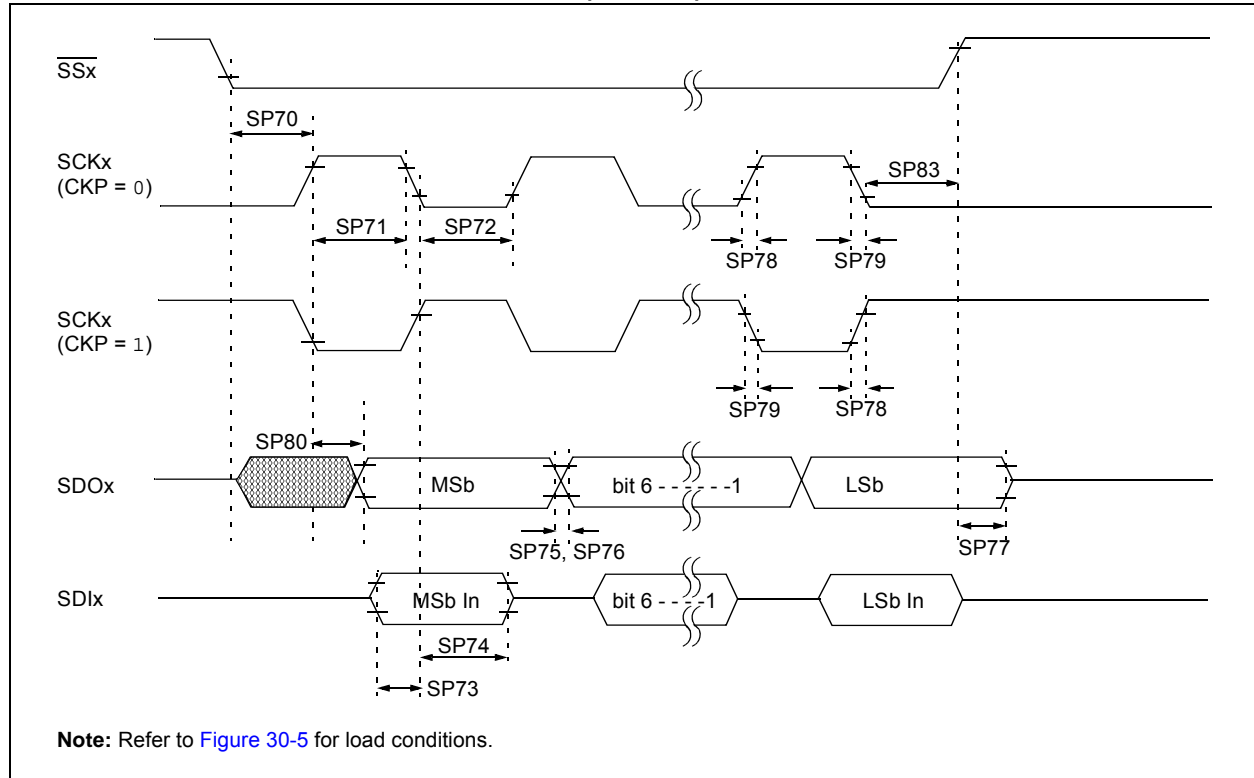 SSx
SP70
SCKx
(CKP = 0)
SP83
SP71
SP72
SP78
SP79
SCKx
(CKP = 1)
SP79
SP78
SP80
SDOx
MSb
bit 6 - - - - - -1
LSb
SP75, SP76
SP77
SDIx
MSb In
bit 6 - - - -1
LSb In
SP74
SP73
Note: Refer to Figure 30-5 for load conditions.